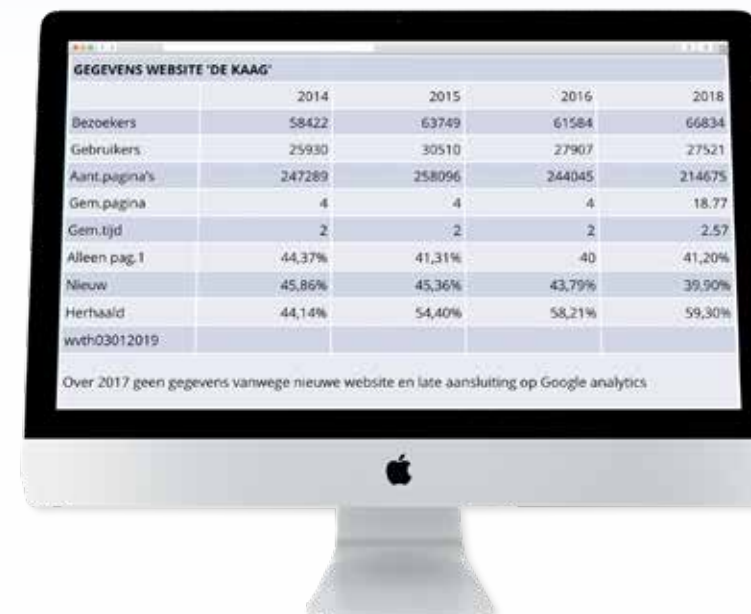 GEGEVENS WEBSITE 'DE KAAG'
2014 2015 2016 2018
Bezoekers 58422 63749 61584 66834
Gebruikers 25930 30510 27907 27521
Aant.pagina's 247289 258096 244045 214675
Gem.pagina 4 4 4 18.77
Gem.tijd 2 2 2 2.57
Alleen pag.1 44,37% 41,31% 40 41,20%
Nieuw 45,86% 45,36% 43,79% 39,90%
Herhaald 44,14% 54,40% 58,21% 59,30%
wvth03012019
Over 2017 geen gegevens vanwege nieuwe website en late aansluiting op Google analytics